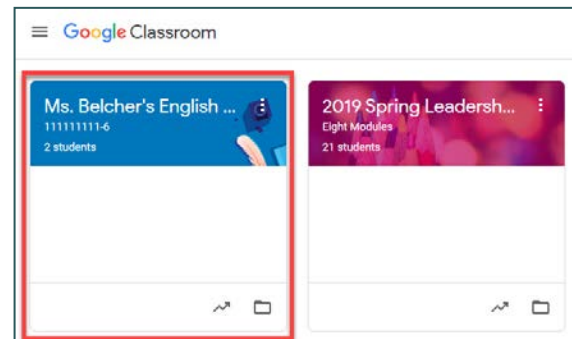 Google Classroom
Ms. Belcher's English ...
111111111-6
2 students
2019 Spring Leadersh...
Eight Modules
21 students